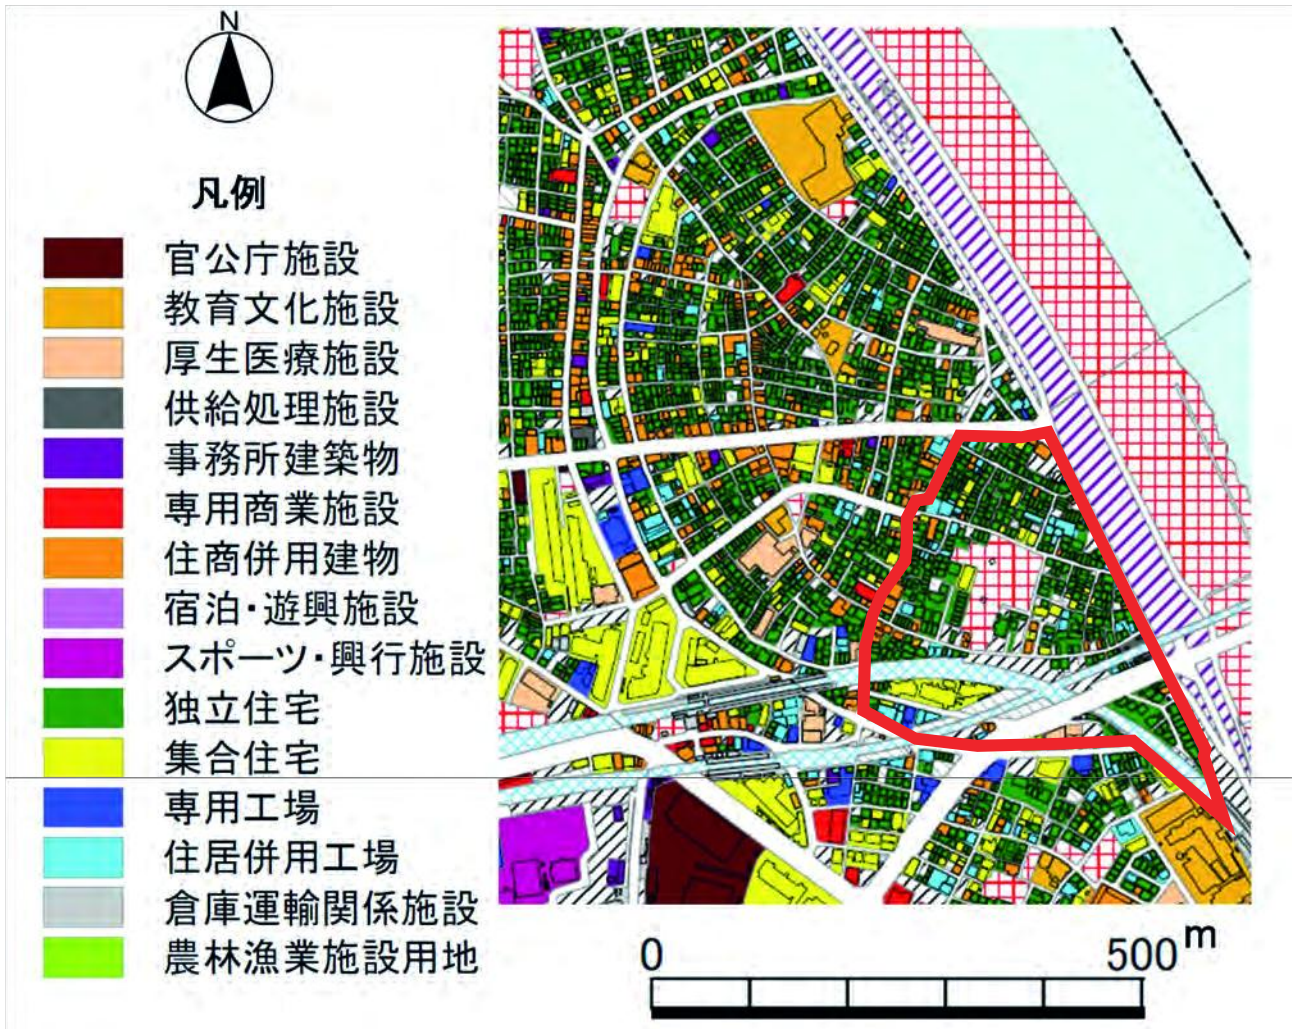 N
凡例
官公庁施設
教育文化施設
厚生医療施設
供給処理施設
事務所建築物
専用商業施設
住商併用建物
宿泊・遊興施設
スポーツ・興行施設
独立住宅
集合住宅
専用工場
住居併用工場
倉庫運輸関係施設
農林漁業施設用地
0 500m